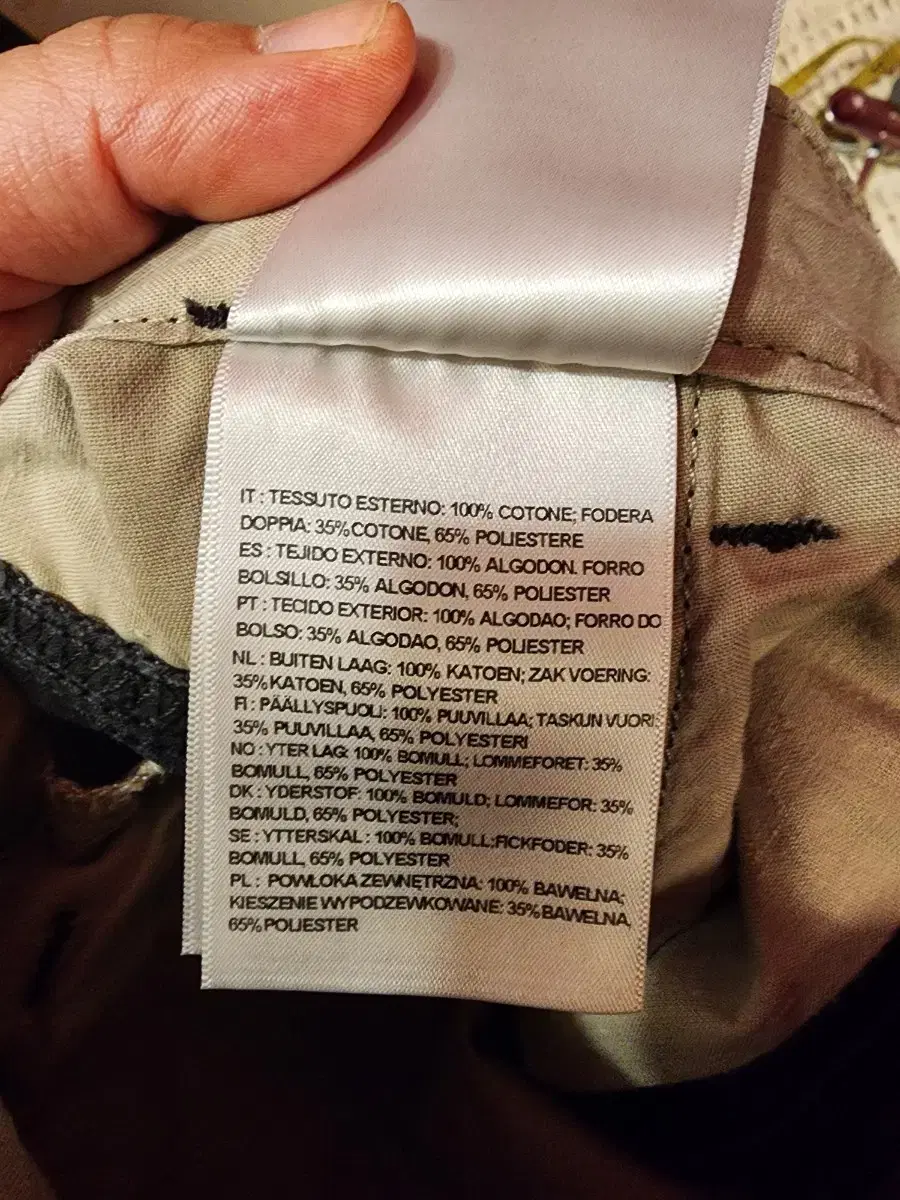 IT : TESSUTO ESTERNO: 100% COTONE; FODERA
DOPPIA: 35%COTONE, 65% POLIESTERE
ES : TEJIDO EXTERNO: 100% ALGODON. FORRO
BOLSILLO: 35% ALGODON, 65% POLIESTER
PT : TECIDO EXTERIOR: 100% ALGODAO; FORRO DO
BOLSO: 35% ALGODAO, 65% POLIESTER
NL : BUITEN LAAG: 100% KATOEN; ZAK VOERING:
35%KATOEN, 65% POLYESTER
FI : PÄÄLLYSPUOLI: 100% PUUVILLAA; TASKUN VUORI:
35% PUUVILLAA, 65% POLYESTERI
NO : YTER LAG: 100% BOMULL; LOMMEFORET: 35%
BOMULL, 65% POLYESTER
DK : YDERSTOF: 100% BOMULD; LOMMEFOR: 35%
BOMULD, 65% POLYESTER;
SE : YTTERSKAL : 100% BOMULL;FICKFODER: 35%
BOMULL, 65% POLYESTER
PL : POWLOKA ZEWNĘTRZNA: 100% BAWELNA;
KIESZENIE WYPODZEWKOWANE: 35%BAWELNA,
65%POLIESTER